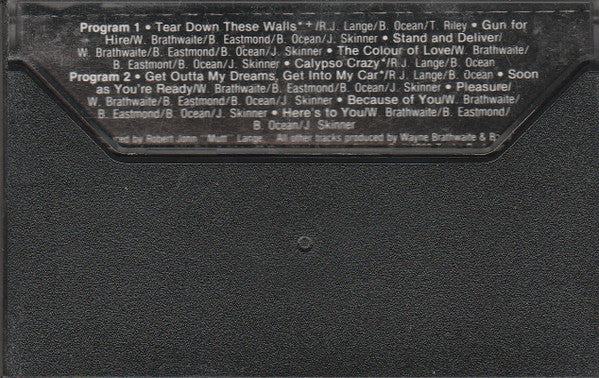 Program 1 • Tear Down These Walls*+/R.J. Lange/B. Ocean/T. Riley • Gun for
Hire/W. Brathwaite/B. Eastmond/B. Ocean/J. Skinner • Stand and Deliver/
W. Brathwaite/B. Eastmond/B. Ocean/J. Skinner • The Colour of Love/W. Brathwaite/
B. Eastmont/B. Ocean/J. Skinner • Calypso Crazy*/R J. Lange/B. Ocean
Program 2 • Get Outta My Dreams, Get Into My Car*/R J. Lange/B. Ocean • Soon
as You're Ready/W. Brathwaite/B. Eastmond/B. Ocean/J. Skinner • Pleasure/
W. Brathwaite/B. Eastmond/B. Ocean/J. Skinner • Because of You/W. Brathwaite/
B. Eastmond/B. Ocean/J. Skinner • Here's to You/W. Brathwaite/B. Eastmond/
B. Ocean/J. Skinner
by Robert John "Mutt" Lange. All other tracks produced by Wayne Brathwaite &